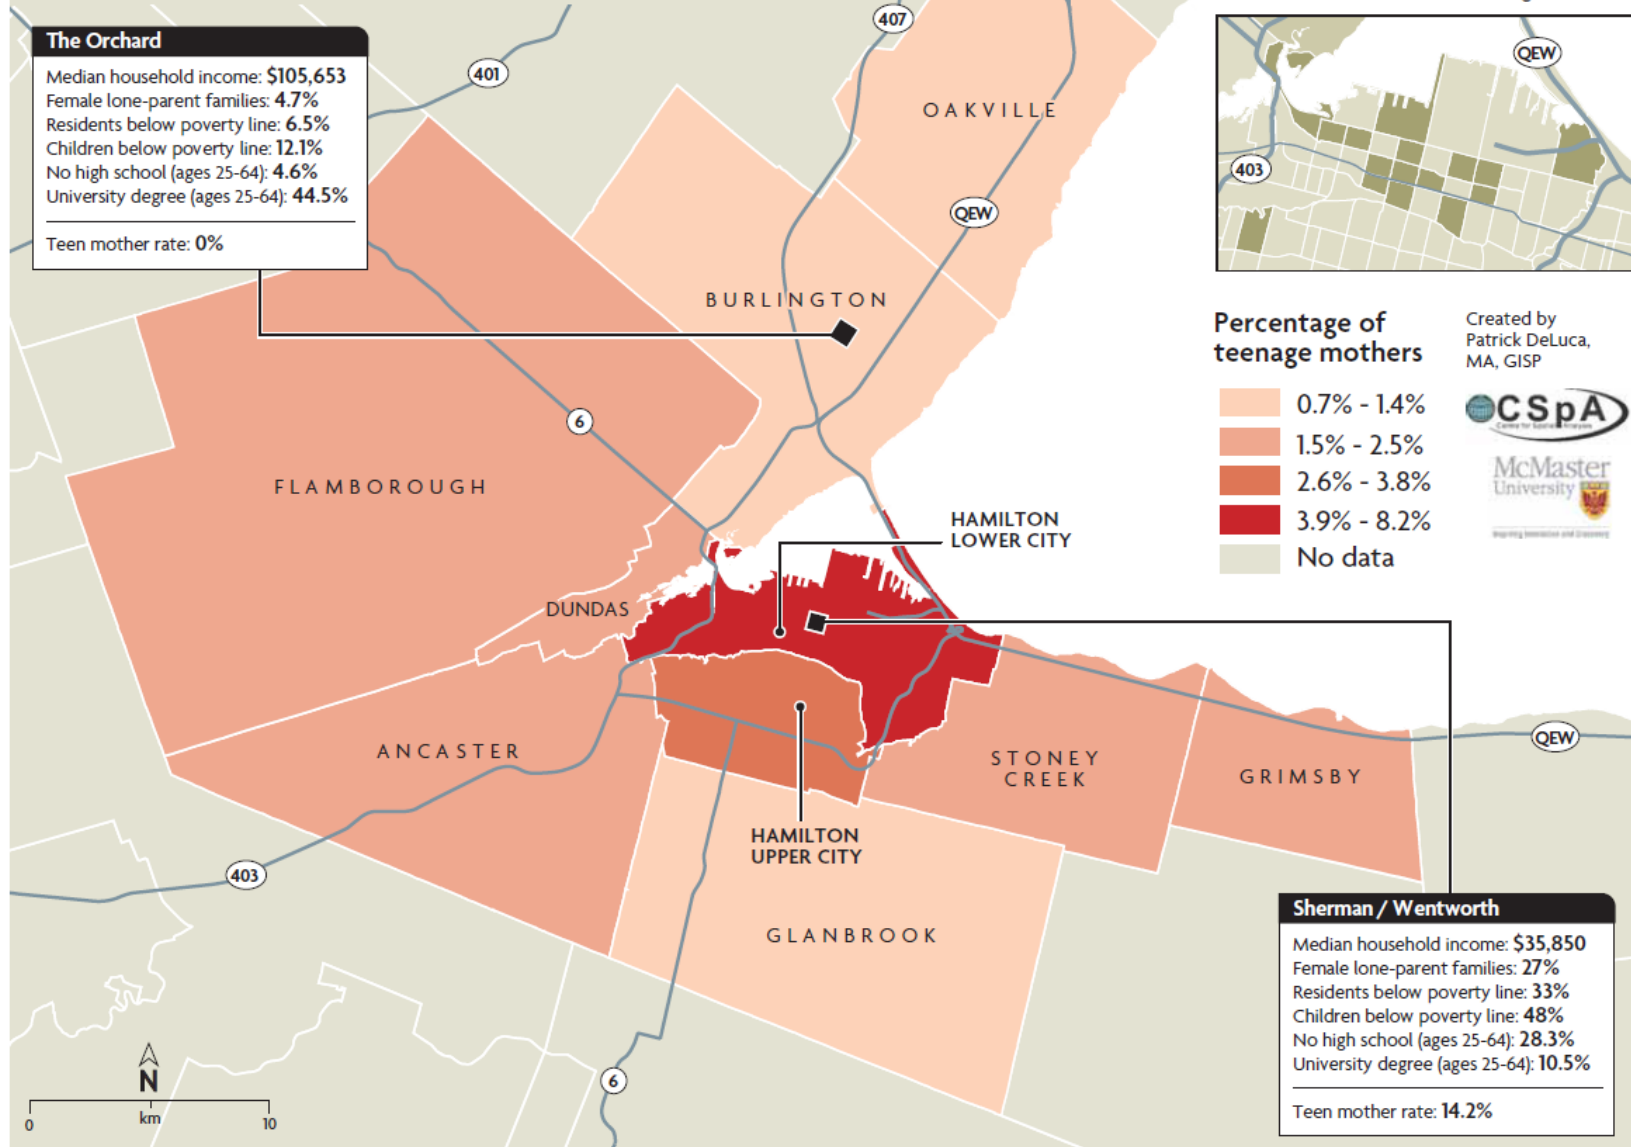 The Orchard
Median household income: $105,653
Female lone-parent families: 4.7%
Residents below poverty line: 6.5%
Children below poverty line: 12.1%
No high school (ages 25-64): 4.6%
University degree (ages 25-64): 44.5%
Teen mother rate: 0%
401
407
QEW
403
OAKVILLE
QEW
BURLINGTON
6
FLAMBOROUGH
Percentage of
teenage mothers
0.7% - 1.4%
1.5% - 2.5%
2.6% - 3.8%
3.9% - 8.2%
No data
Created by
Patrick DeLuca,
MA, GISP
CSpA
McMaster
University
HAMILTON
LOWER CITY
DUNDAS
ANCASTER
STONEY
CREEK
GRIMSBY
QEW
HAMILTON
UPPER CITY
403
GLANBROOK
6
N
0 km 10
Sherman / Wentworth
Median household income: $35,850
Female lone-parent families: 27%
Residents below poverty line: 33%
Children below poverty line: 48%
No high school (ages 25-64): 28.3%
University degree (ages 25-64): 10.5%
Teen mother rate: 14.2%